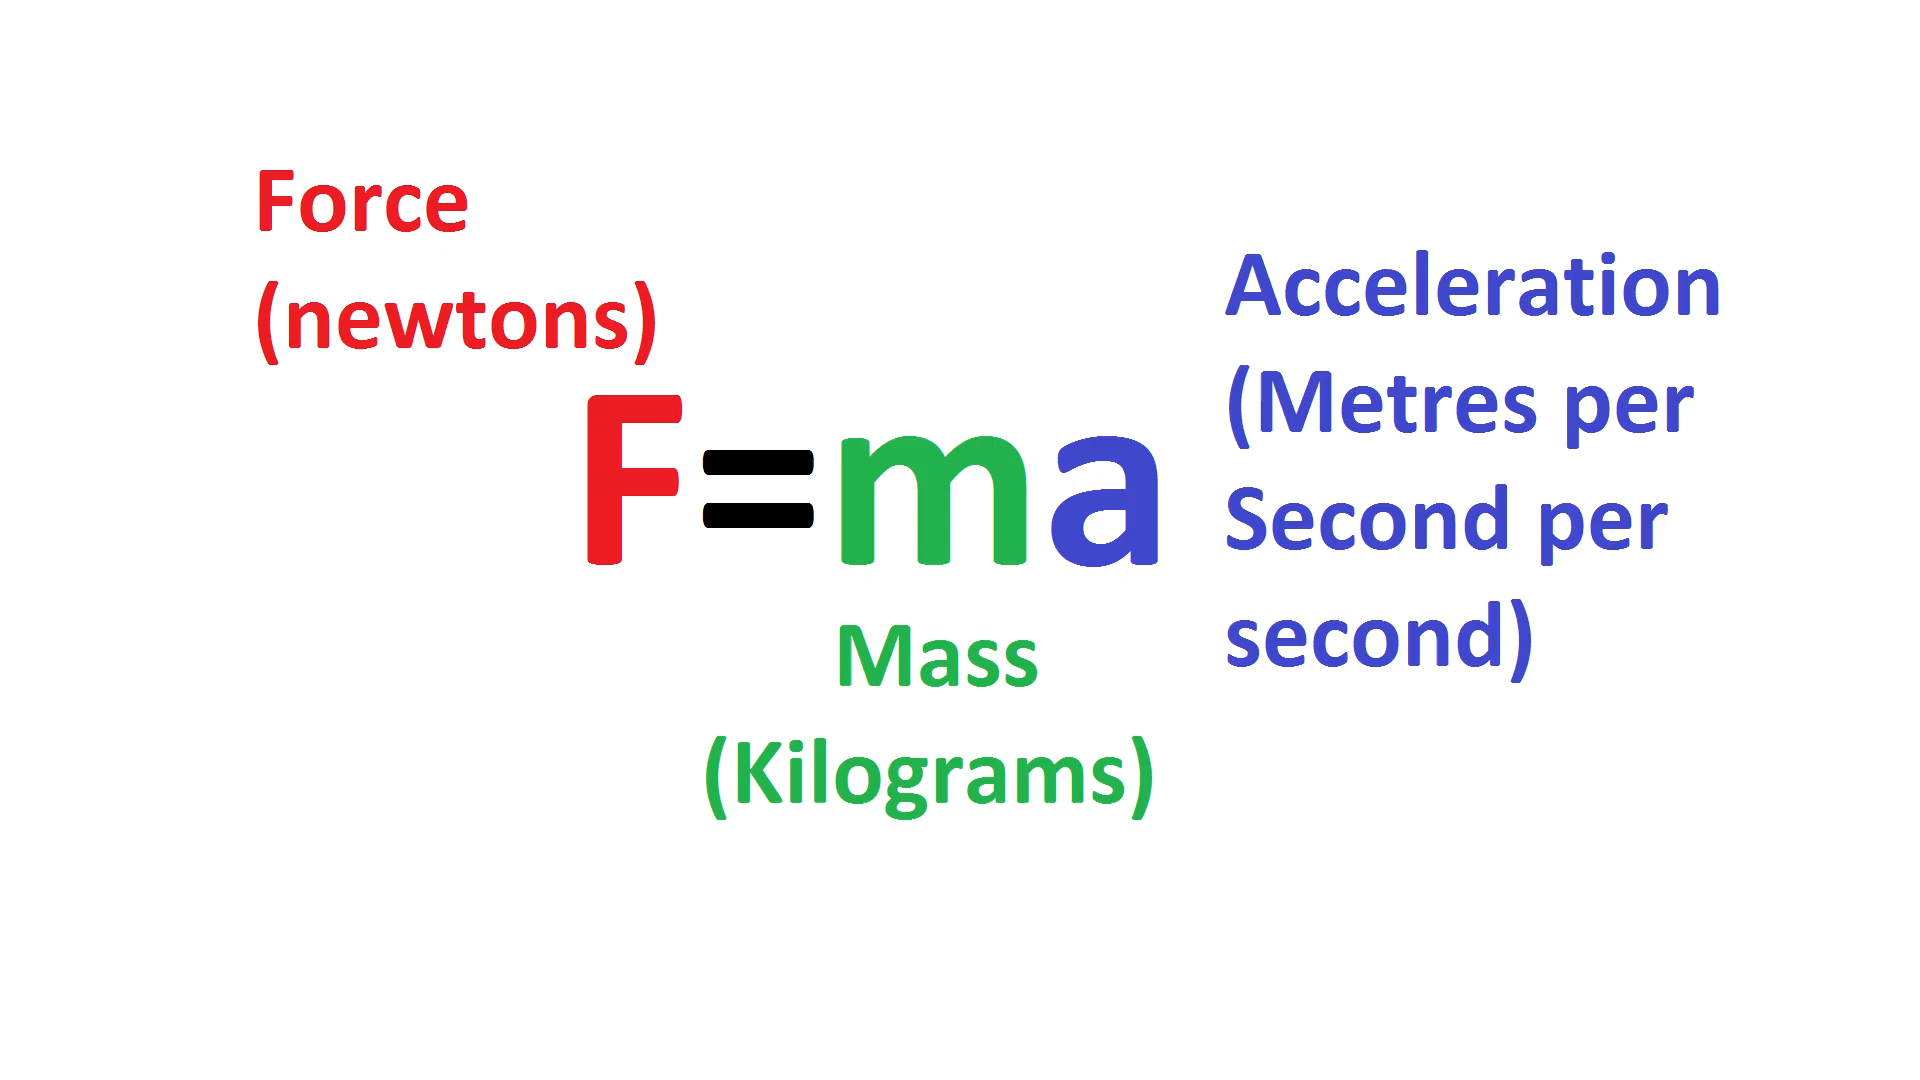 Force
(newtons)
F=ma
Acceleration
(Metres per
Second per
second)
Mass
(Kilograms)